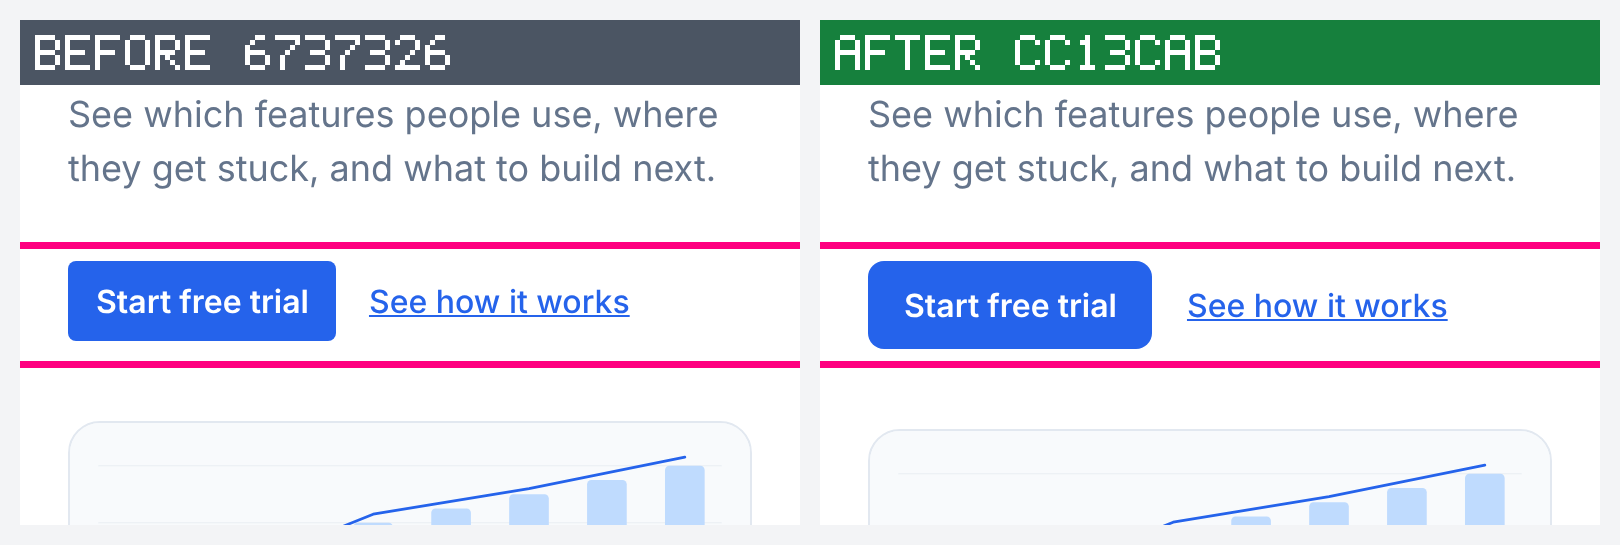 BEFORE 6737326
See which features people use, where
they get stuck, and what to build next.
Start free trial
See how it works
AFTER CC13CAB
See which features people use, where
they get stuck, and what to build next.
Start free trial
See how it works